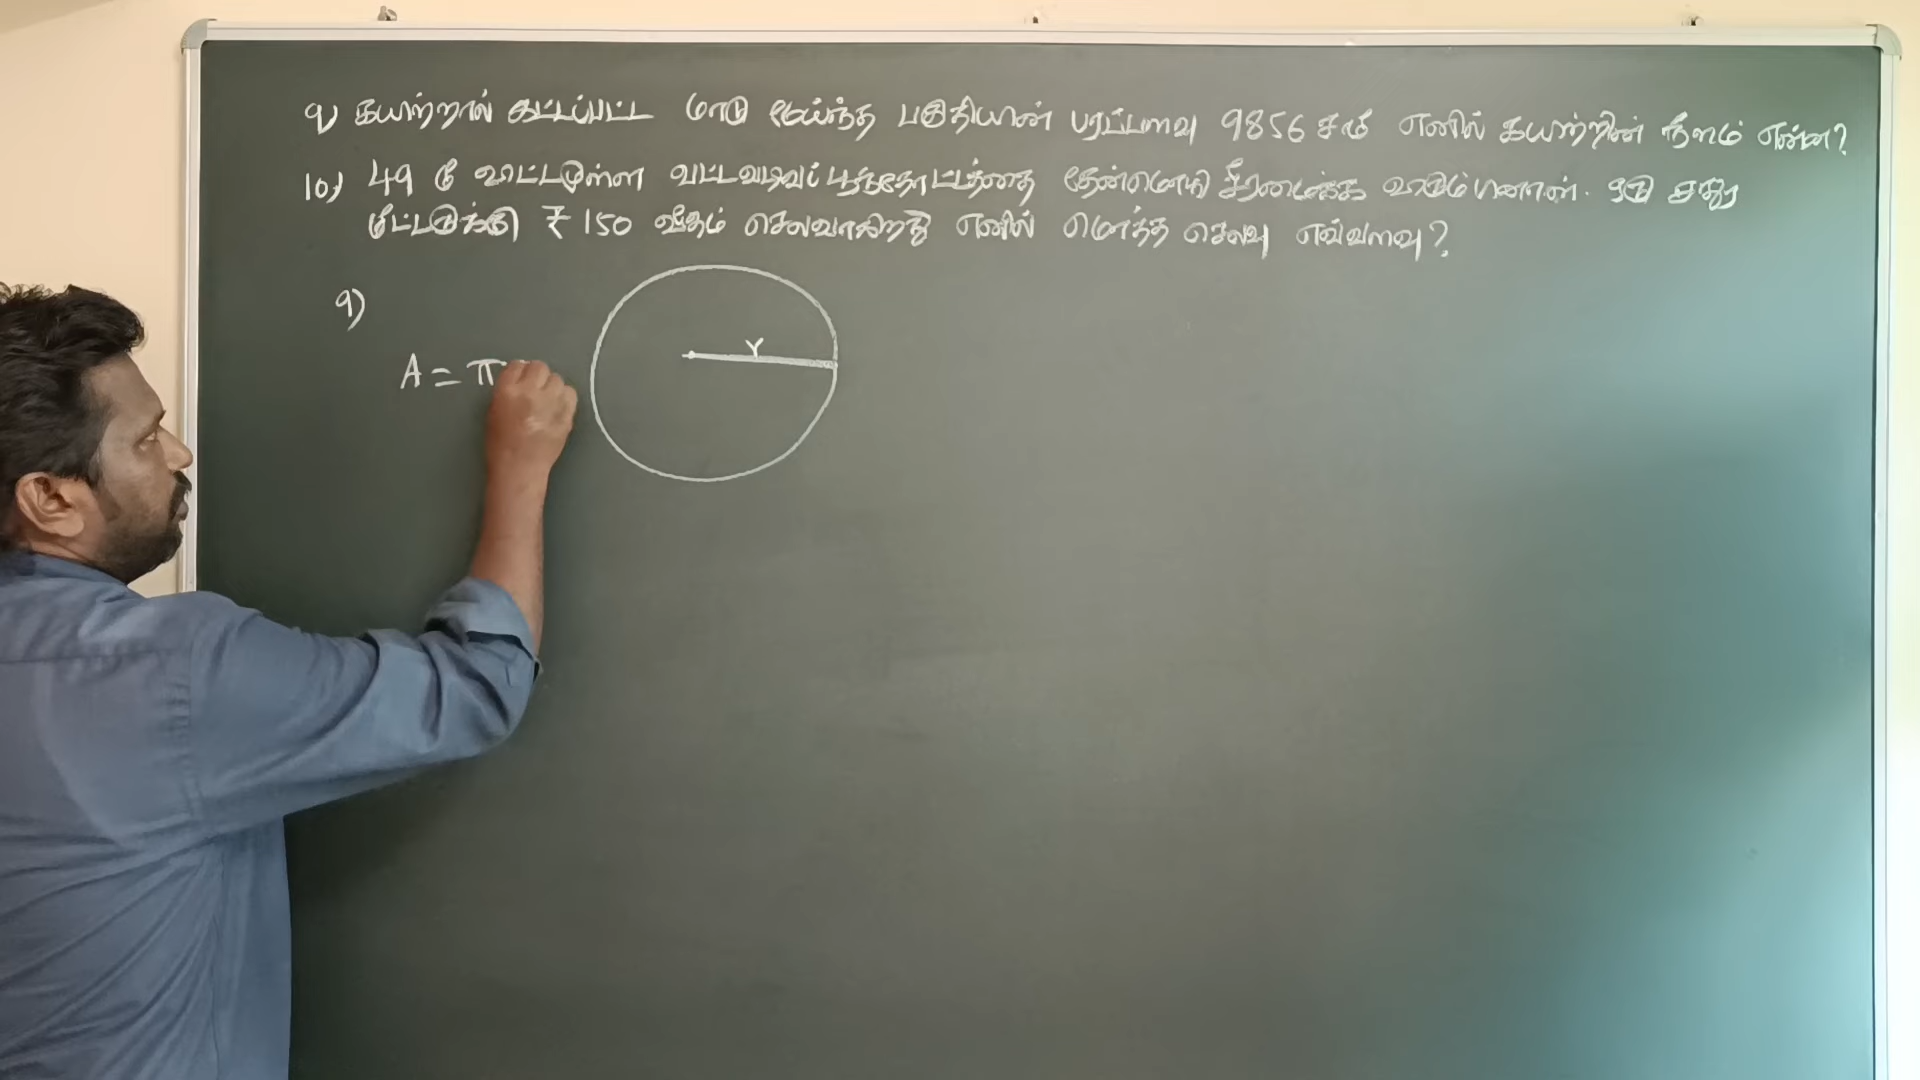 9) கயிற்றால் கட்டப்பட்ட மாடு மேய்ந்த பகுதியின் பரப்பளவு 9856 ச.மீ எனில் கயிற்றின் நீளம் என்ன?
10) 49 மீ விட்டமுள்ள வட்டவடிவப் பூந்தோட்டத்தை தேன்மொழி சீரமைக்க விரும்பினாள். ஒரு சதுர
மீட்டருக்கு ₹ 150 வீதம் செலவாகிறது எனில் மொத்த செலவு எவ்வளவு?
9)
r
A = π